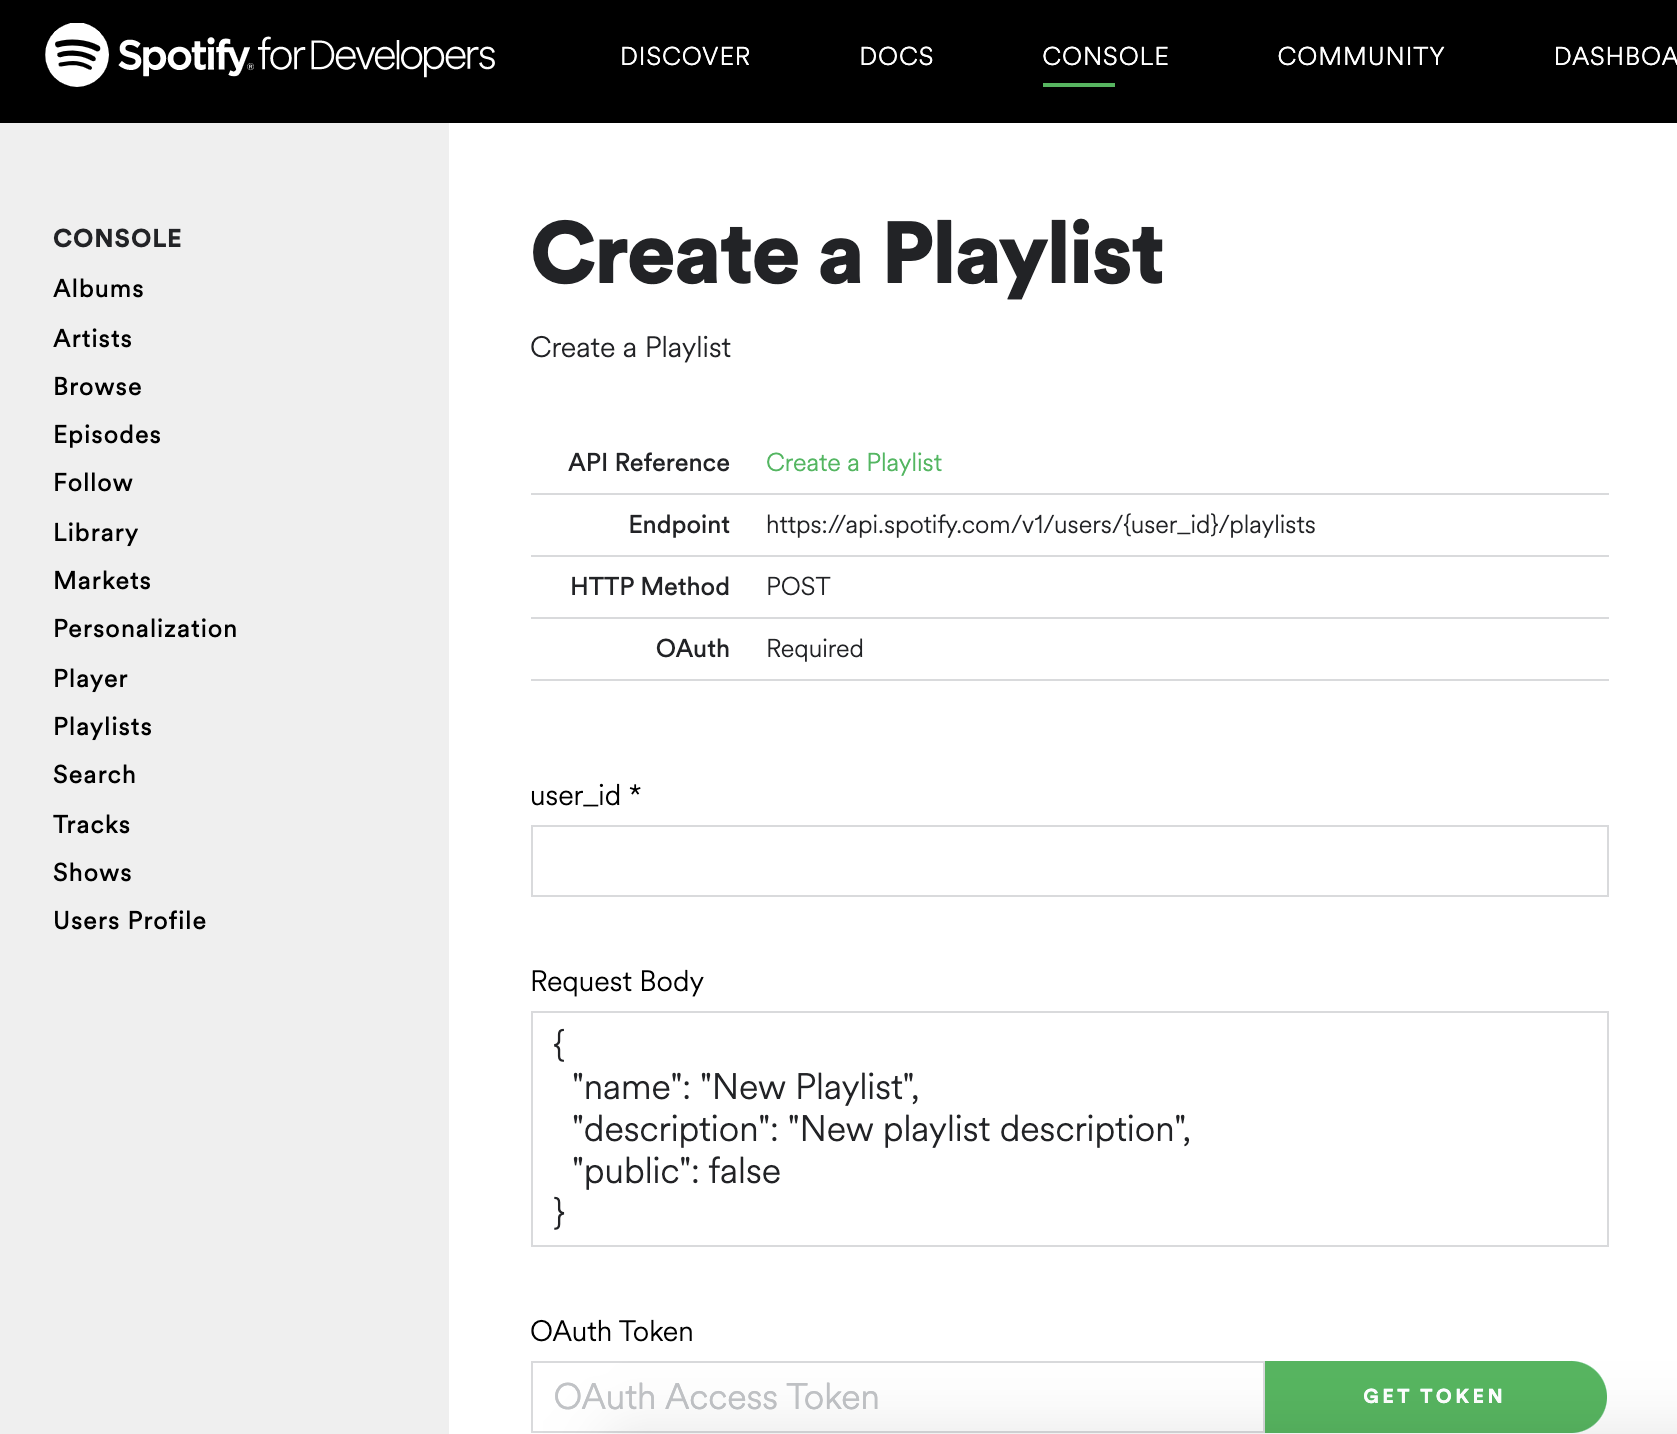 Spotify® for Developers
DISCOVER
DOCS
CONSOLE
COMMUNITY
DASHBOA
CONSOLE
Albums
Artists
Browse
Episodes
Follow
Library
Markets
Personalization
Player
Playlists
Search
Tracks
Shows
Users Profile
Create a Playlist
Create a Playlist
API Reference Create a Playlist
Endpoint https://api.spotify.com/v1/users/{user_id}/playlists
HTTP Method POST
OAuth Required
user_id *
Request Body
{
"name": "New Playlist",
"description": "New playlist description",
"public": false
}
OAuth Token
OAuth Access Token
GET TOKEN